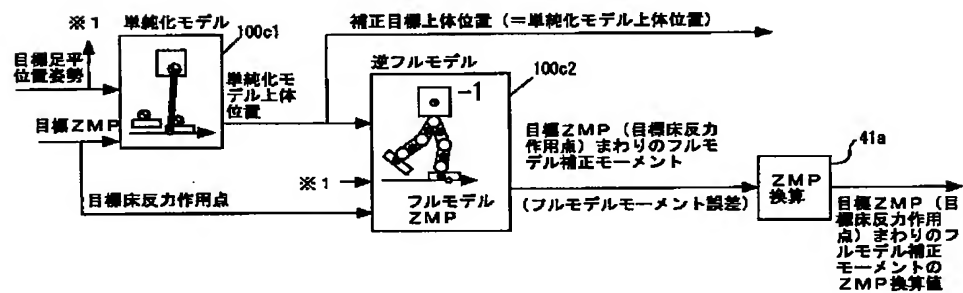 ※1
単純化モデル
100c1
補正目標上体位置(=単純化モデル上体位置)
目標足平
位置姿勢
単純化モ
デル上体
位置
目標ZMP
目標床反力作用点
逆フルモデル
100c2
-1
※1
フルモデル
ZMP
目標ZMP(目標床反力
作用点)まわりのフルモ
デル補正モーメント
(フルモデルモーメント誤差)
41a
ZMP
換算
目標ZMP(目
標床反力作用
点)まわりのフ
ルモデル補正
モーメントの
ZMP換算値